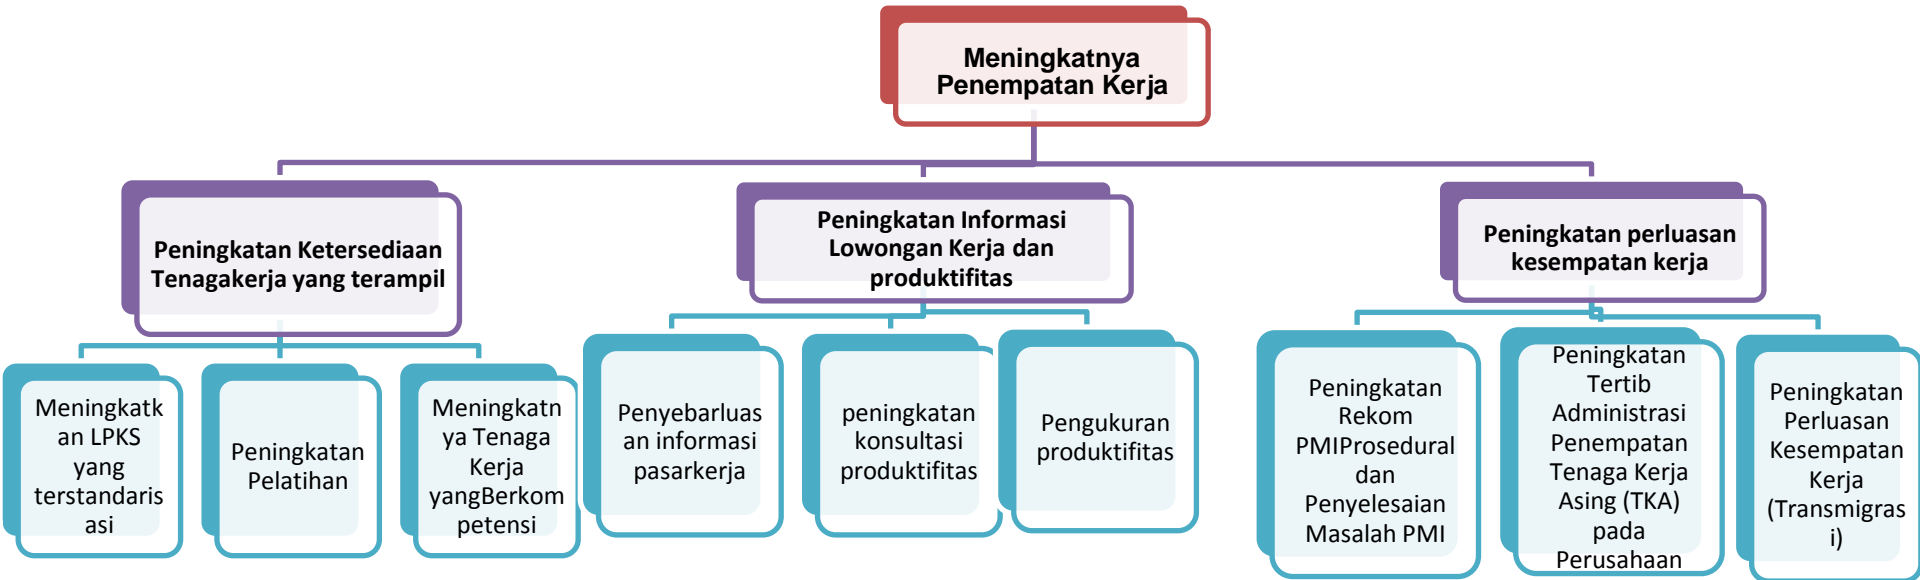 Meningkatnya
Penempatan Kerja
Peningkatan Ketersediaan
Tenagakerja yang terampil
Peningkatan Informasi
Lowongan Kerja dan
produktifitas
Peningkatan perluasan
kesempatan kerja
Meningkatk
an LPKS
yang
terstandaris
asi
Peningkatan
Pelatihan
Meningkatn
ya Tenaga
Kerja
yangBerkom
petensi
Penyebarluas
an informasi
pasarkerja
peningkatan
konsultasi
produktifitas
Pengukuran
produktifitas
Peningkatan
Rekom
PMIProsedural
dan
Penyelesaian
Masalah PMI
Peningkatan
Tertib
Administrasi
Penempatan
Tenaga Kerja
Asing (TKA)
pada
Perusahaan
Peningkatan
Perluasan
Kesempatan
Kerja
(Transmigras
i)